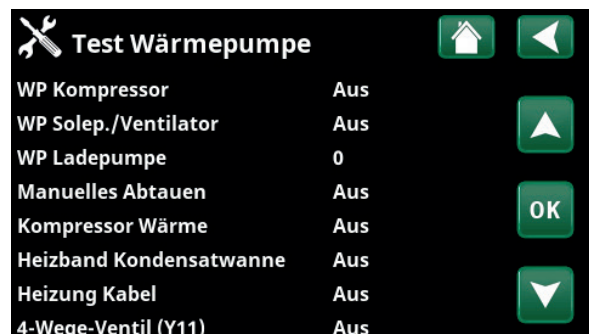 Test Wärmepumpe
WP Kompressor Aus
WP Solep./Ventilator Aus
WP Ladepumpe 0
Manuelles Abtauen Aus
Kompressor Wärme Aus
OK
Heizband Kondensatwanne Aus
Heizung Kabel Aus
4-Wege-Ventil (Y11) Aus